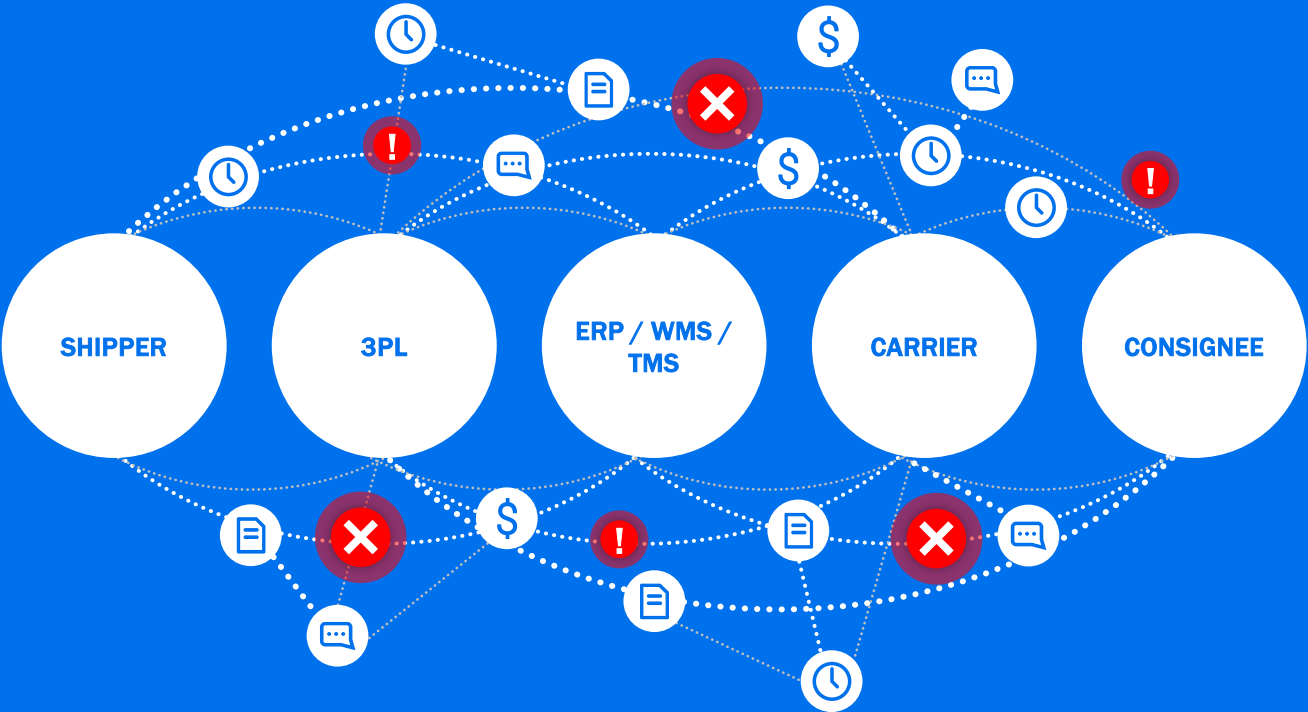 SHIPPER
3PL
ERP / WMS /
TMS
CARRIER
CONSIGNEE